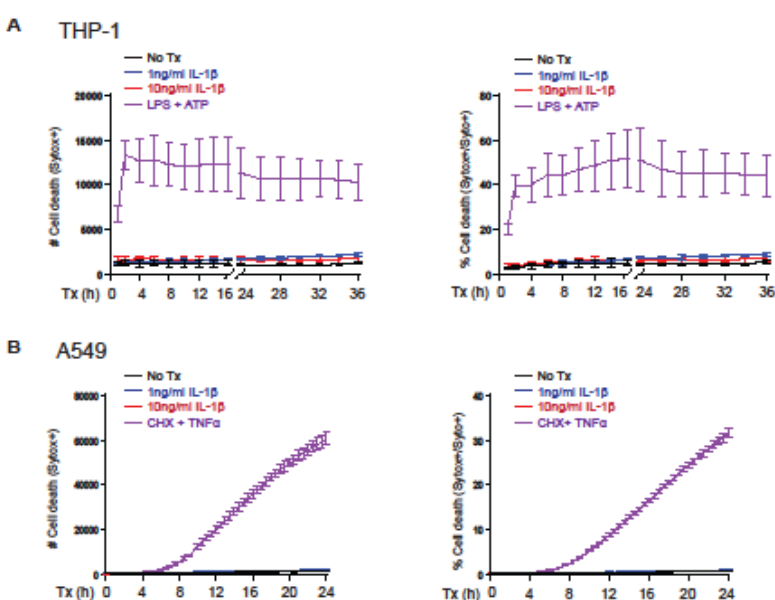 A THP-1
No Tx
1ng/ml IL-1β
10ng/ml IL-1β
LPS + ATP
# Cell death (Sytox+)
20000
15000
10000
5000
0
Tx (h) 0 4 8 12 16 24 28 32 36
No Tx
1ng/ml IL-1β
10ng/ml IL-1β
LPS + ATP
% Cell death (Sytox+/Syto+)
80
60
40
20
0
Tx (h) 0 4 8 12 16 24 28 32 36
B A549
No Tx
1ng/ml IL-1β
10ng/ml IL-1β
CHX + TNFα
# Cell death (Sytox+)
80000
60000
40000
20000
0
Tx (h) 0 4 8 12 16 20 24
No Tx
1ng/ml IL-1β
10ng/ml IL-1β
CHX+ TNFα
% Cell death (Sytox+/Syto+)
40
30
20
10
0
Tx (h) 0 4 8 12 16 20 24